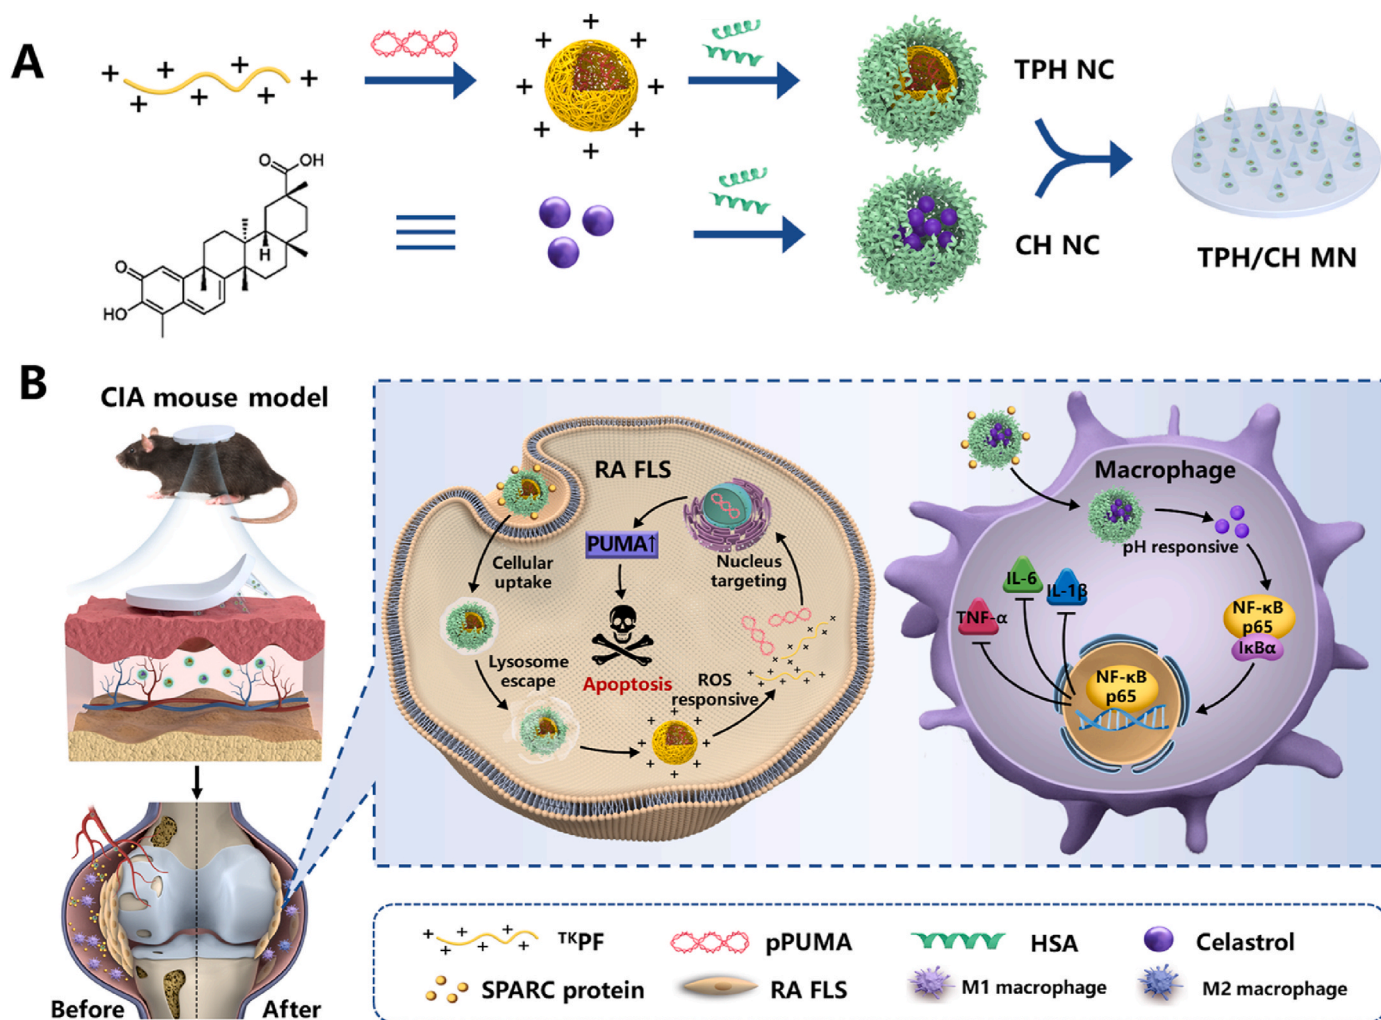 A
TPH NC
CH NC
TPH/CH MN
O
OH
H
O
HO
B
CIA mouse model
RA FLS
PUMA↑
Cellular
uptake
Nucleus
targeting
Lysosome
escape
Apoptosis
ROS
responsive
Macrophage
pH responsive
IL-6
IL-1β
TNF-α
NF-κB
p65
IκBα
NF-κB
p65
Before
After
TKPF
pPUMA
HSA
Celastrol
SPARC protein
RA FLS
M1 macrophage
M2 macrophage